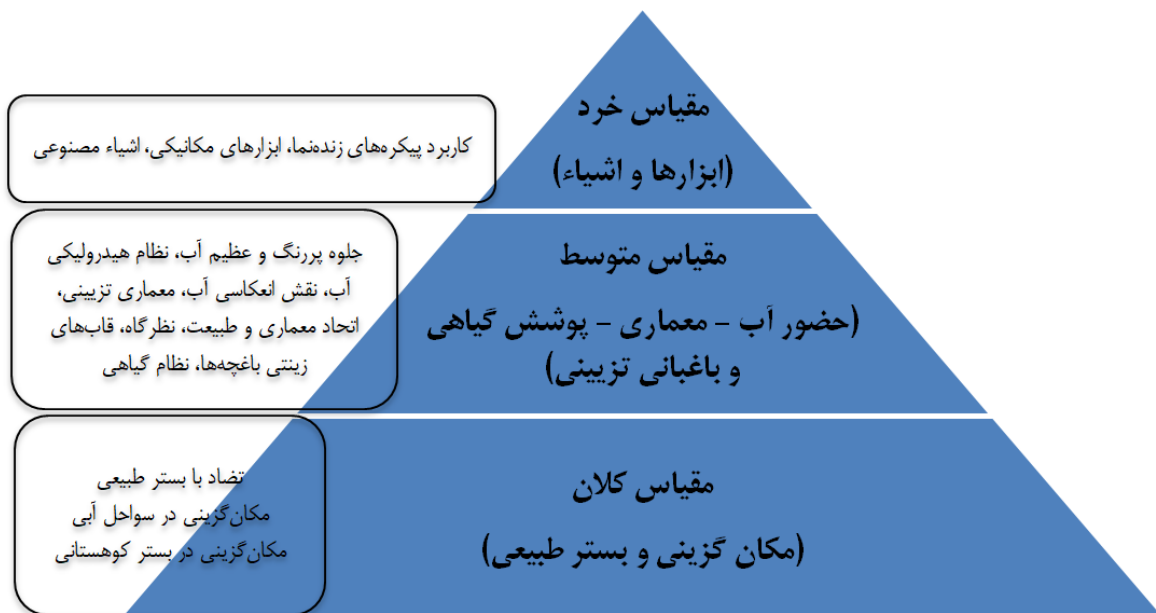 مقیاس خرد
(ابزارها و اشیاء)
کاربرد پیکره‌های زنده‌نما، ابزارهای مکانیکی، اشیاء مصنوعی
مقیاس متوسط
(حضور آب – معماری – پوشش گیاهی
و باغبانی تزیینی)
جلوه پررنگ و عظیم آب، نظام هیدرولیکی
آب، نقش انعکاسی آب، معماری تزیینی،
اتحاد معماری و طبیعت، نظرگاه، قاب‌های
زینتی باغچه‌ها، نظام گیاهی
مقیاس کلان
(مکان گزینی و بستر طبیعی)
تضاد با بستر طبیعی
مکان‌گزینی در سواحل آبی
مکان‌گزینی در بستر کوهستانی